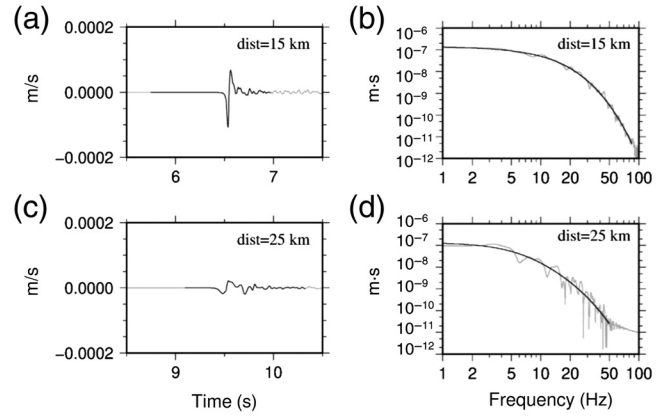 (a)
0.0002
0.0000
−0.0002
m/s
dist=15 km
6
7
(b)
10⁻⁶
10⁻⁷
10⁻⁸
10⁻⁹
10⁻¹⁰
10⁻¹¹
10⁻¹²
m·s
dist=15 km
1
2
5
10
20
50
100
(c)
0.0002
0.0000
−0.0002
m/s
dist=25 km
9
10
Time (s)
(d)
10⁻⁶
10⁻⁷
10⁻⁸
10⁻⁹
10⁻¹⁰
10⁻¹¹
10⁻¹²
m·s
dist=25 km
1
2
5
10
20
50
100
Frequency (Hz)